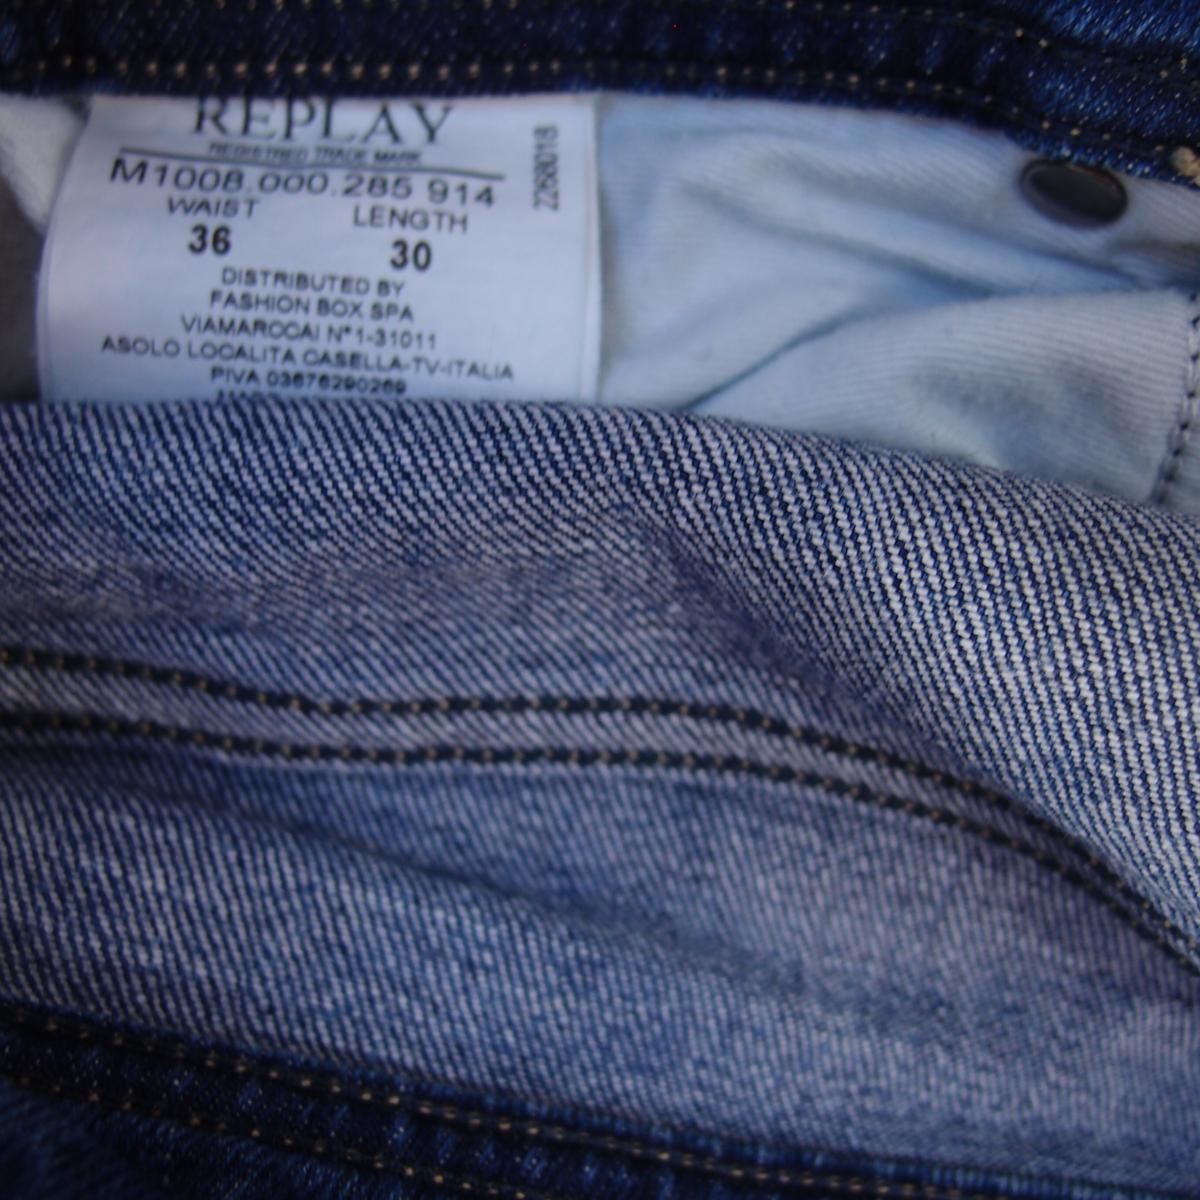 REPLAY
REGISTRED TRADE MARK
M1008.000.285 914
2268018
WAIST LENGTH
36 30
DISTRIBUTED BY
FASHION BOX SPA
VIAMAROCAI N°1-31011
ASOLO LOCALITA CASELLA-TV-ITALIA
PIVA 03676290269